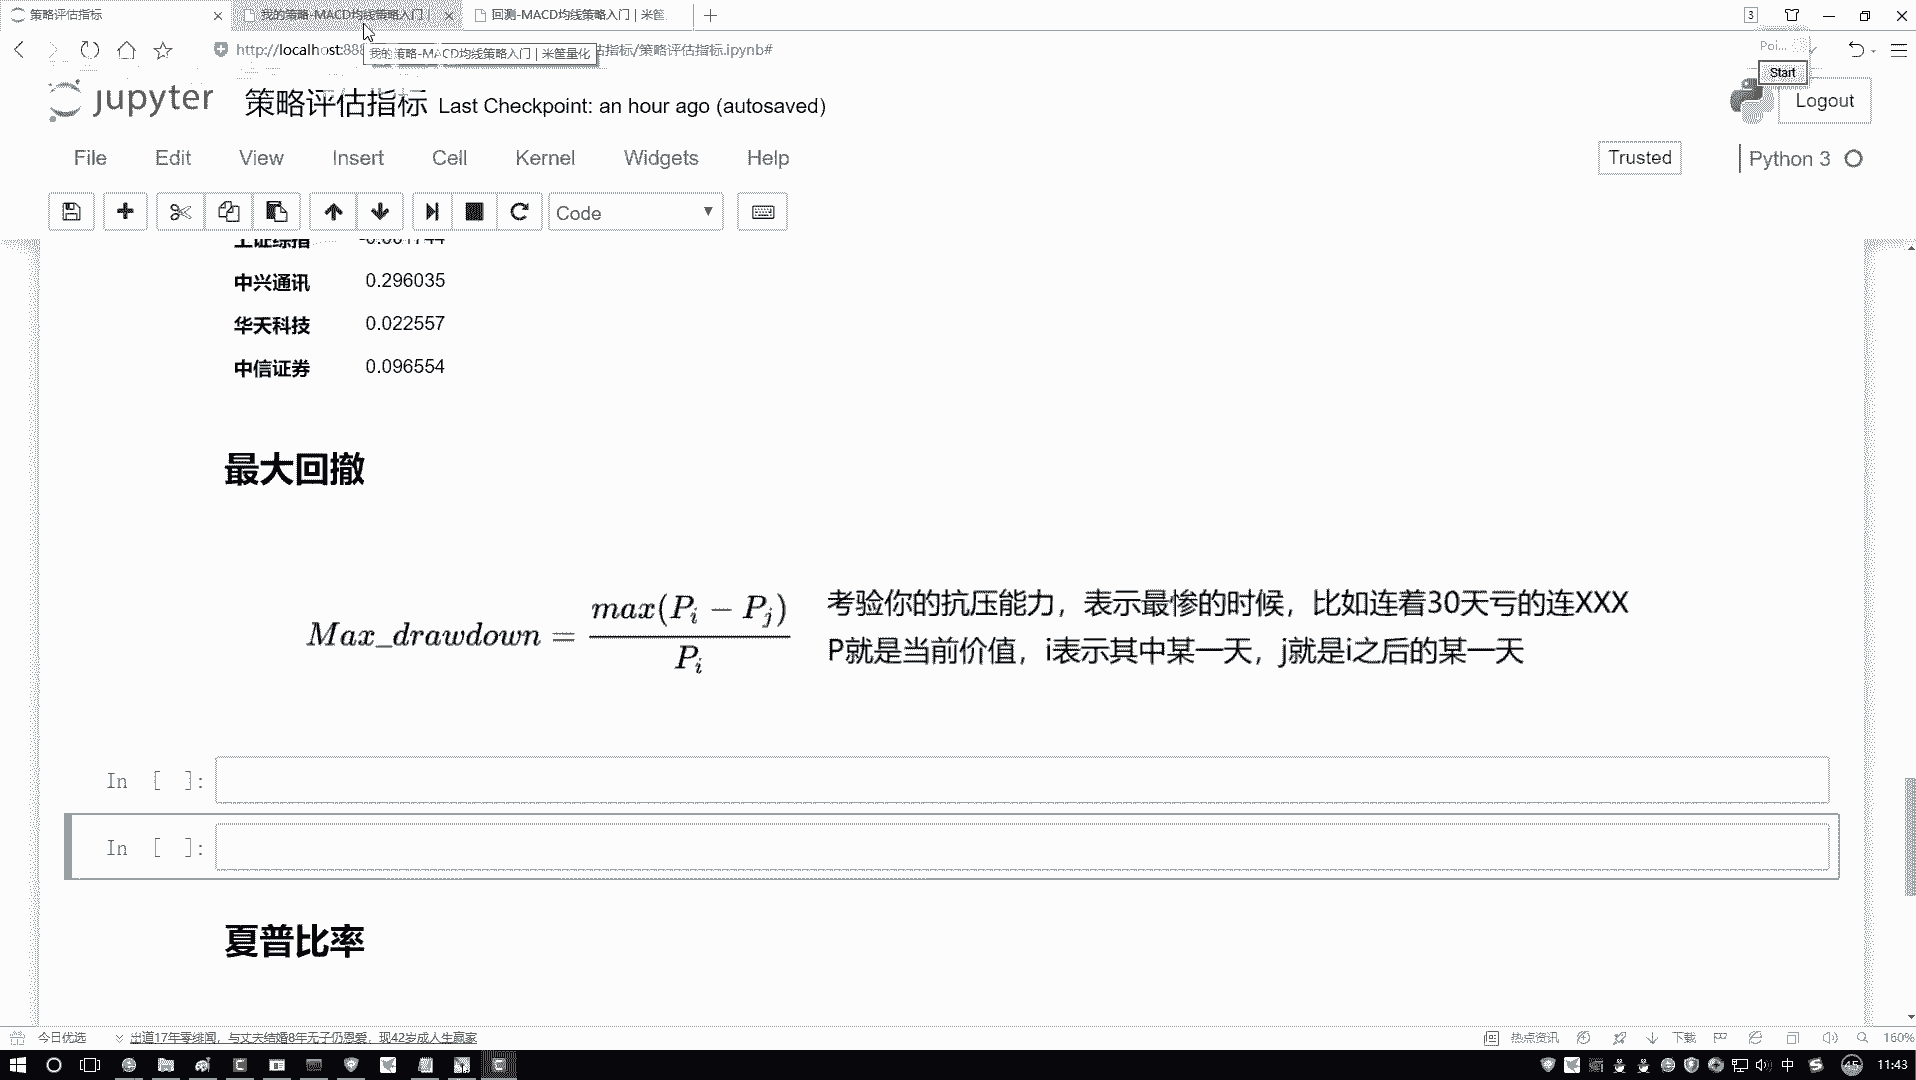 策略评估指标
我的策略-MACD均线策略入门 |
回测-MACD均线策略入门 | 米筐
3
http://localhost:888
指标/策略评估指标.ipynb#
我的策略-MACD均线策略入门 | 米筐量化
Poi...
Start
jupyter
策略评估指标
Last Checkpoint: an hour ago (autosaved)
Logout
File Edit View Insert Cell Kernel Widgets Help
Trusted
Python 3
Code
上证综指 -0.061744
中兴通讯 0.296035
华天科技 0.022557
中信证券 0.096554
最大回撤
Max_drawdown = max(P_i − P_j) / P_i
考验你的抗压能力，表示最惨的时候，比如连着30天亏的连XXX
P就是当前价值，i表示其中某一天，j就是i之后的某一天
In [ ]:
In [ ]:
夏普比率
今日优选
出道17年零绯闻，与丈夫结婚8年无子仍恩爱，现42岁成人生赢家
热点资讯
下载
160%
中
45
11:43